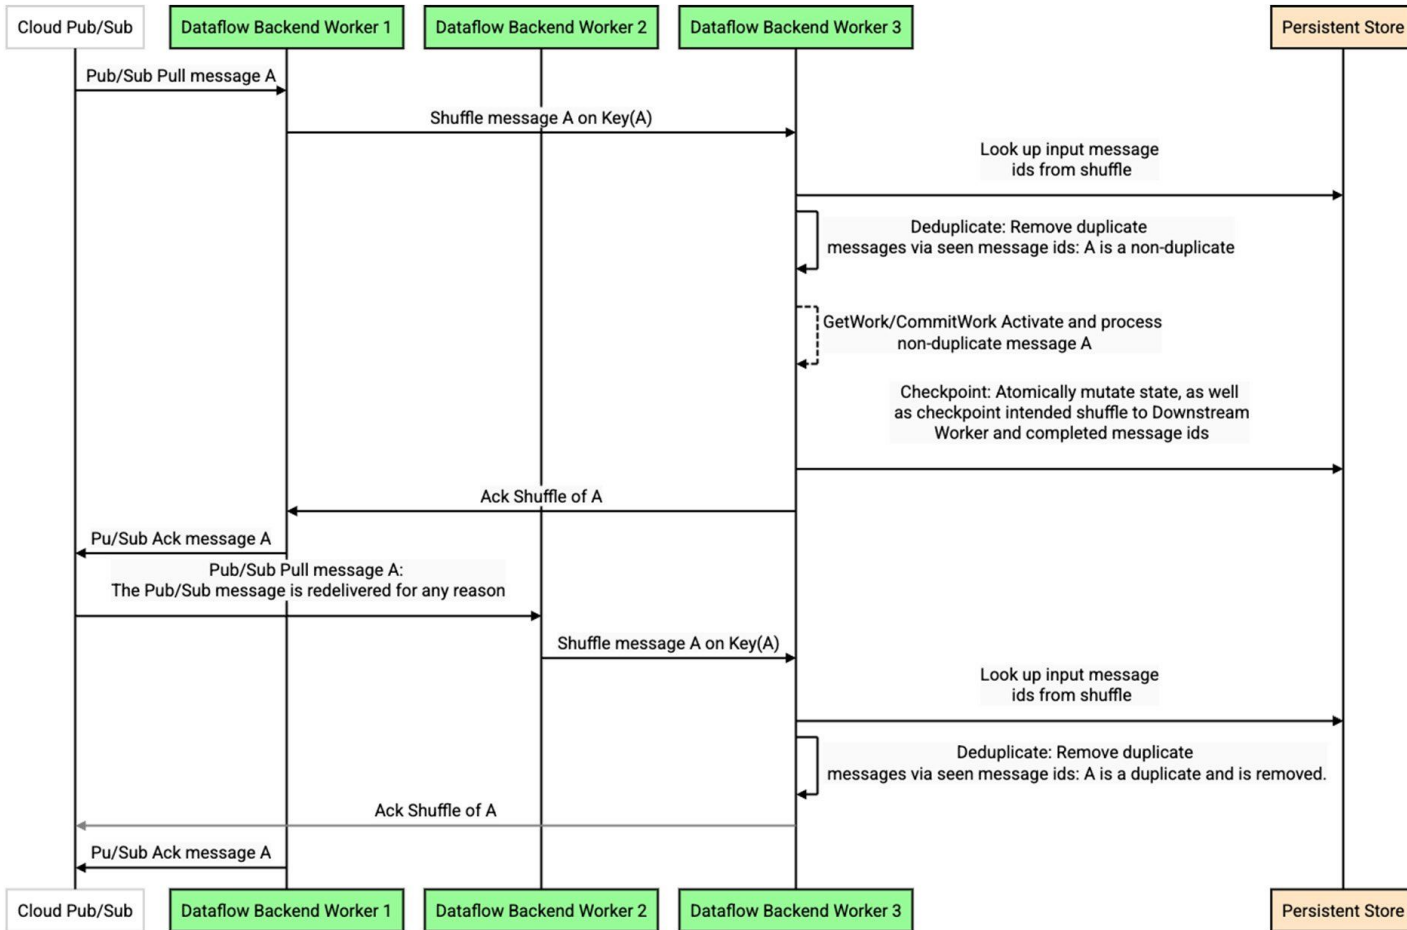 Cloud Pub/Sub
Dataflow Backend Worker 1
Dataflow Backend Worker 2
Dataflow Backend Worker 3
Persistent Store
Pub/Sub Pull message A
Shuffle message A on Key(A)
Look up input message
ids from shuffle
Deduplicate: Remove duplicate
messages via seen message ids: A is a non-duplicate
GetWork/CommitWork Activate and process
non-duplicate message A
Checkpoint: Atomically mutate state, as well
as checkpoint intended shuffle to Downstream
Worker and completed message ids
Ack Shuffle of A
Pu/Sub Ack message A
Pub/Sub Pull message A:
The Pub/Sub message is redelivered for any reason
Shuffle message A on Key(A)
Look up input message
ids from shuffle
Deduplicate: Remove duplicate
messages via seen message ids: A is a duplicate and is removed.
Ack Shuffle of A
Pu/Sub Ack message A
Cloud Pub/Sub
Dataflow Backend Worker 1
Dataflow Backend Worker 2
Dataflow Backend Worker 3
Persistent Store